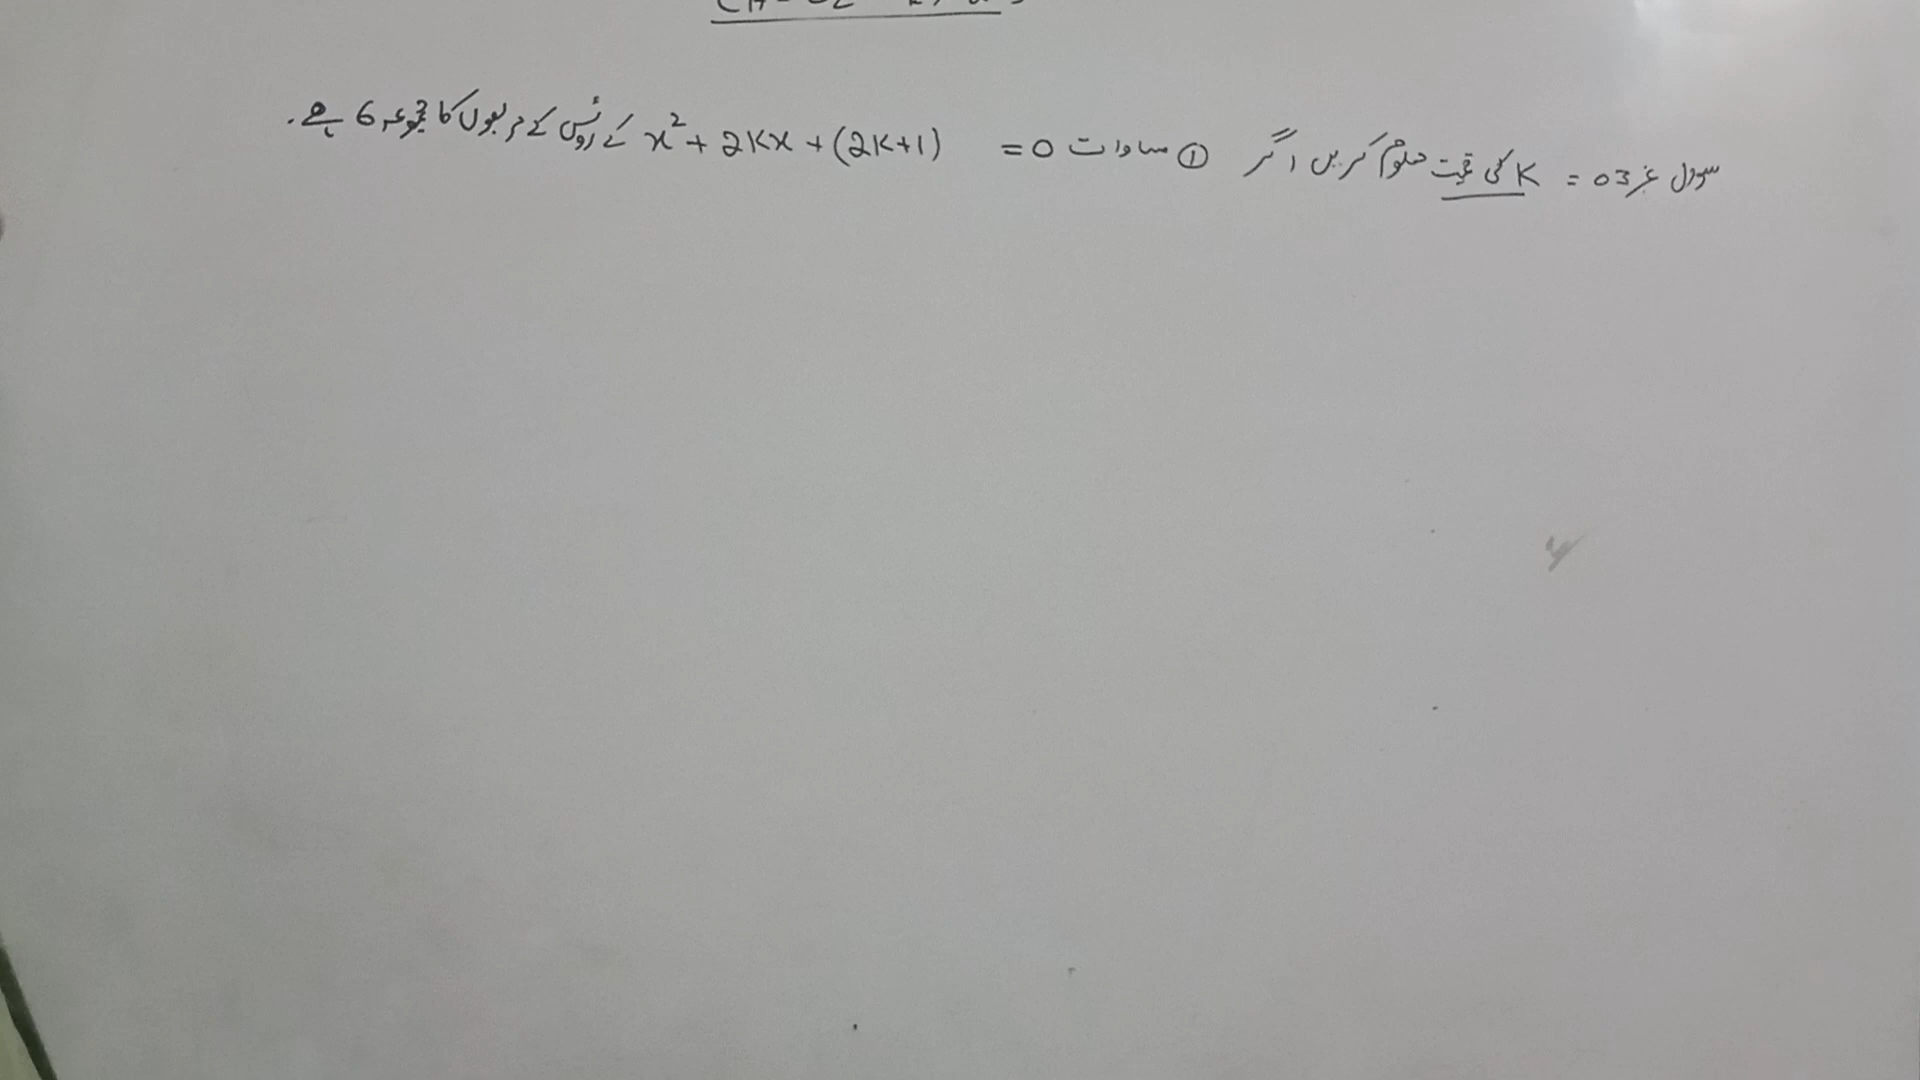 سوال نمبر 03 = K کی قیمت معلوم کریں اگر ① مساوات x² + 2Kx + (2K+1) = 0 کے روٹس کے مربعوں کا مجموعہ 6 ہے۔